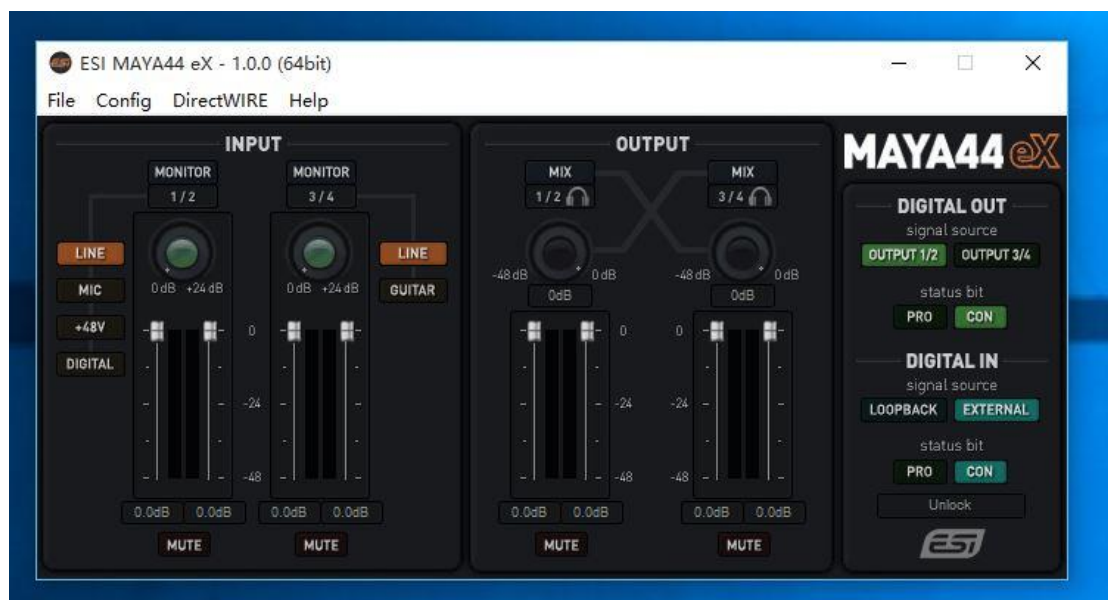 ESI MAYA44 eX - 1.0.0 (64bit)
File Config DirectWIRE Help
INPUT
MONITOR
1/2
MONITOR
3/4
LINE
MIC
+48V
DIGITAL
0dB +24dB
0dB +24dB
LINE
GUITAR
0
-24
-48
0.0dB 0.0dB
0.0dB 0.0dB
MUTE
MUTE
OUTPUT
MIX
1/2
MIX
3/4
-48dB 0dB
0dB
-48dB 0dB
0dB
0
-24
-48
0
-24
-48
0.0dB 0.0dB
0.0dB 0.0dB
MUTE
MUTE
MAYA44 eX
DIGITAL OUT
signal source
OUTPUT 1/2 OUTPUT 3/4
status bit
PRO CON
DIGITAL IN
signal source
LOOPBACK EXTERNAL
status bit
PRO CON
Unlock
ESI